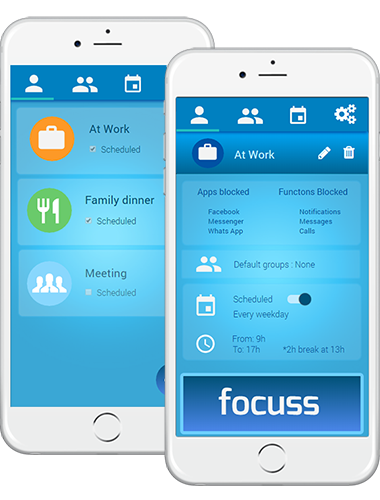 At Work
Scheduled
Family dinner
Scheduled
Meeting
Scheduled
At Work
Apps blocked
Functons Blocked
Facebook
Messenger
Whats App
Notifications
Messages
Calls
Default groups : None
Scheduled
Every weekday
From: 9h
To: 17h *2h break at 13h
focuss